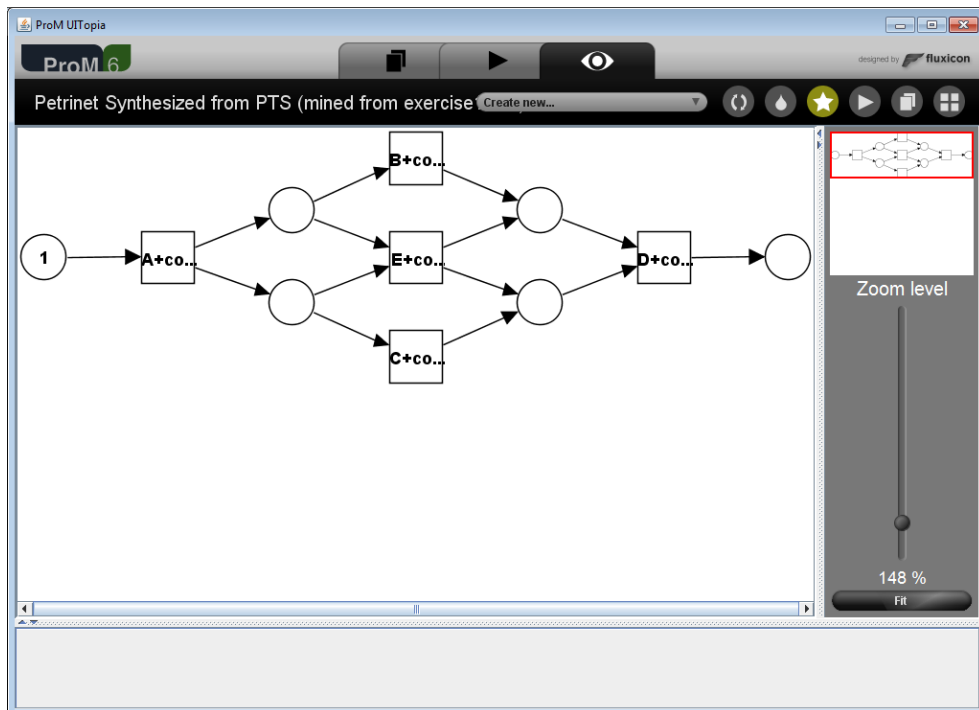 ProM UITopia
ProM 6
designed by fluxicon
Petrinet Synthesized from PTS (mined from exercise
Create new...
B+co...
1
A+co...
E+co...
D+co...
C+co...
Zoom level
148 %
Fit